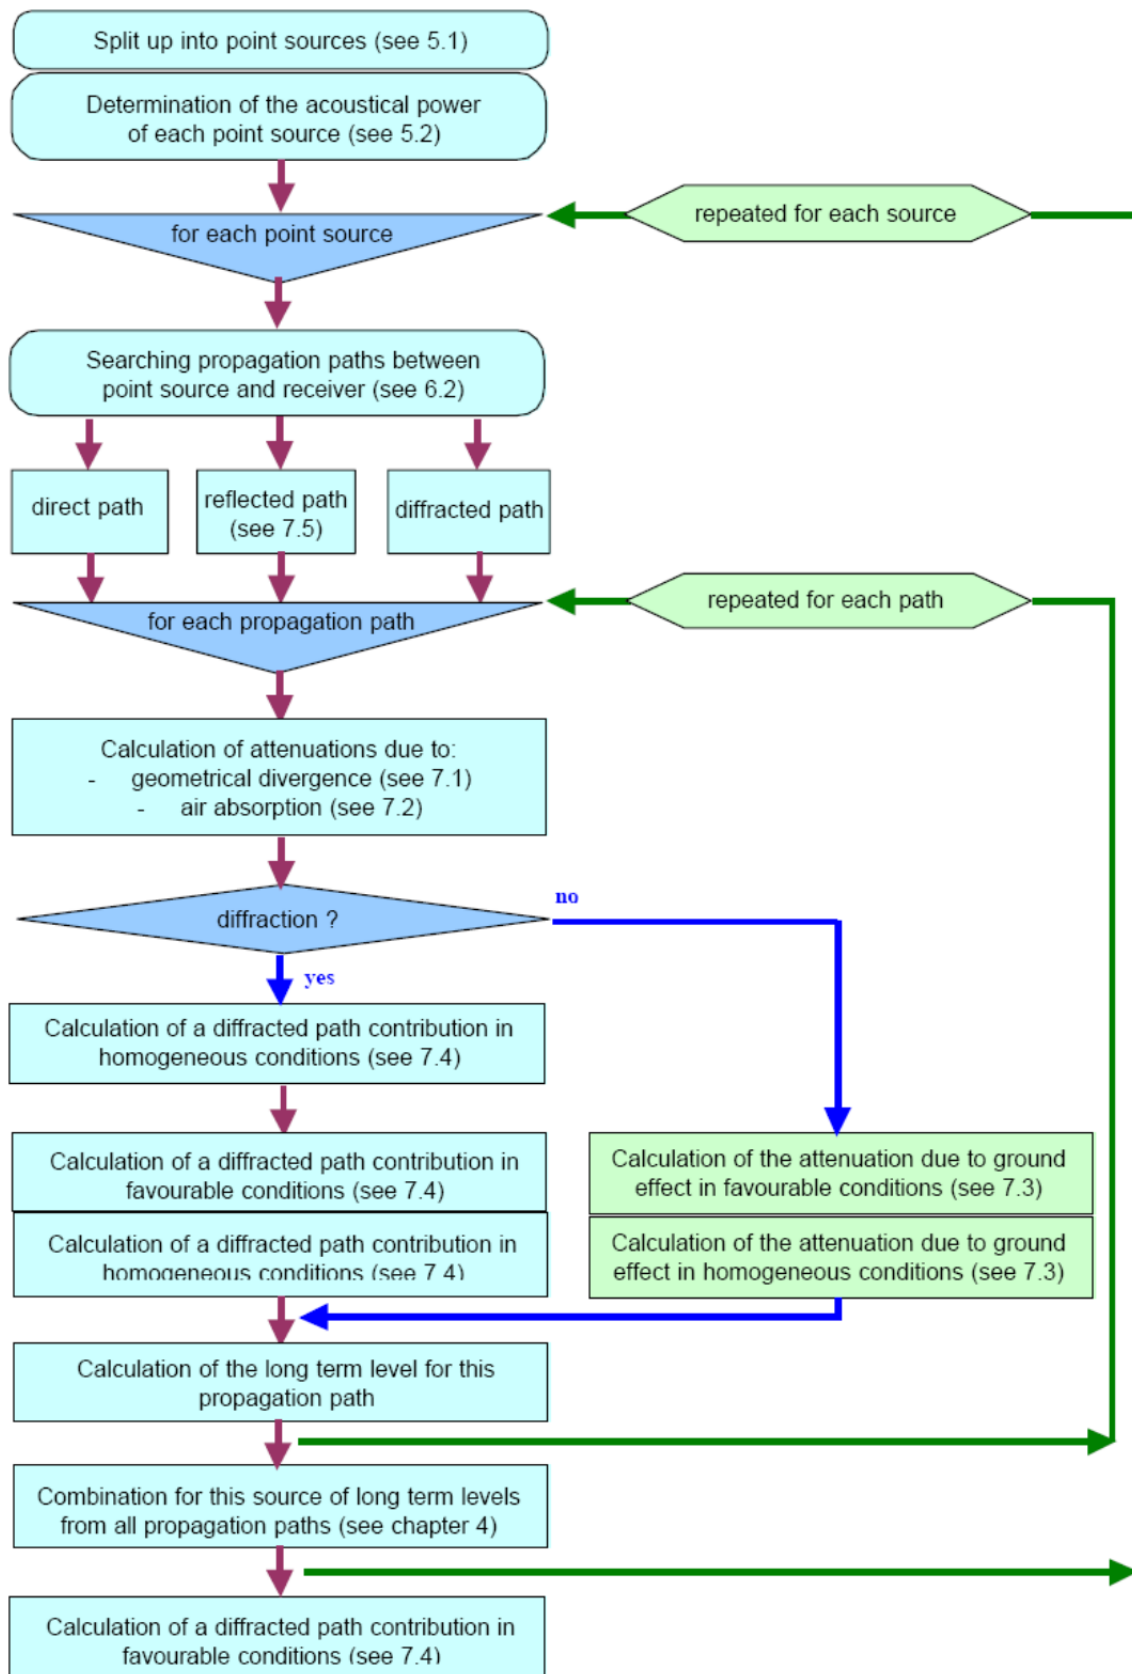 Split up into point sources (see 5.1)
Determination of the acoustical power
of each point source (see 5.2)
repeated for each source
for each point source
Searching propagation paths between
point source and receiver (see 6.2)
direct path
reflected path
(see 7.5)
diffracted path
repeated for each path
for each propagation path
Calculation of attenuations due to:
- geometrical divergence (see 7.1)
- air absorption (see 7.2)
no
diffraction ?
yes
Calculation of a diffracted path contribution in
homogeneous conditions (see 7.4)
Calculation of a diffracted path contribution in
favourable conditions (see 7.4)
Calculation of a diffracted path contribution in
homogeneous conditions (see 7.4)
Calculation of the attenuation due to ground
effect in favourable conditions (see 7.3)
Calculation of the attenuation due to ground
effect in homogeneous conditions (see 7.3)
Calculation of the long term level for this
propagation path
Combination for this source of long term levels
from all propagation paths (see chapter 4)
Calculation of a diffracted path contribution in
favourable conditions (see 7.4)